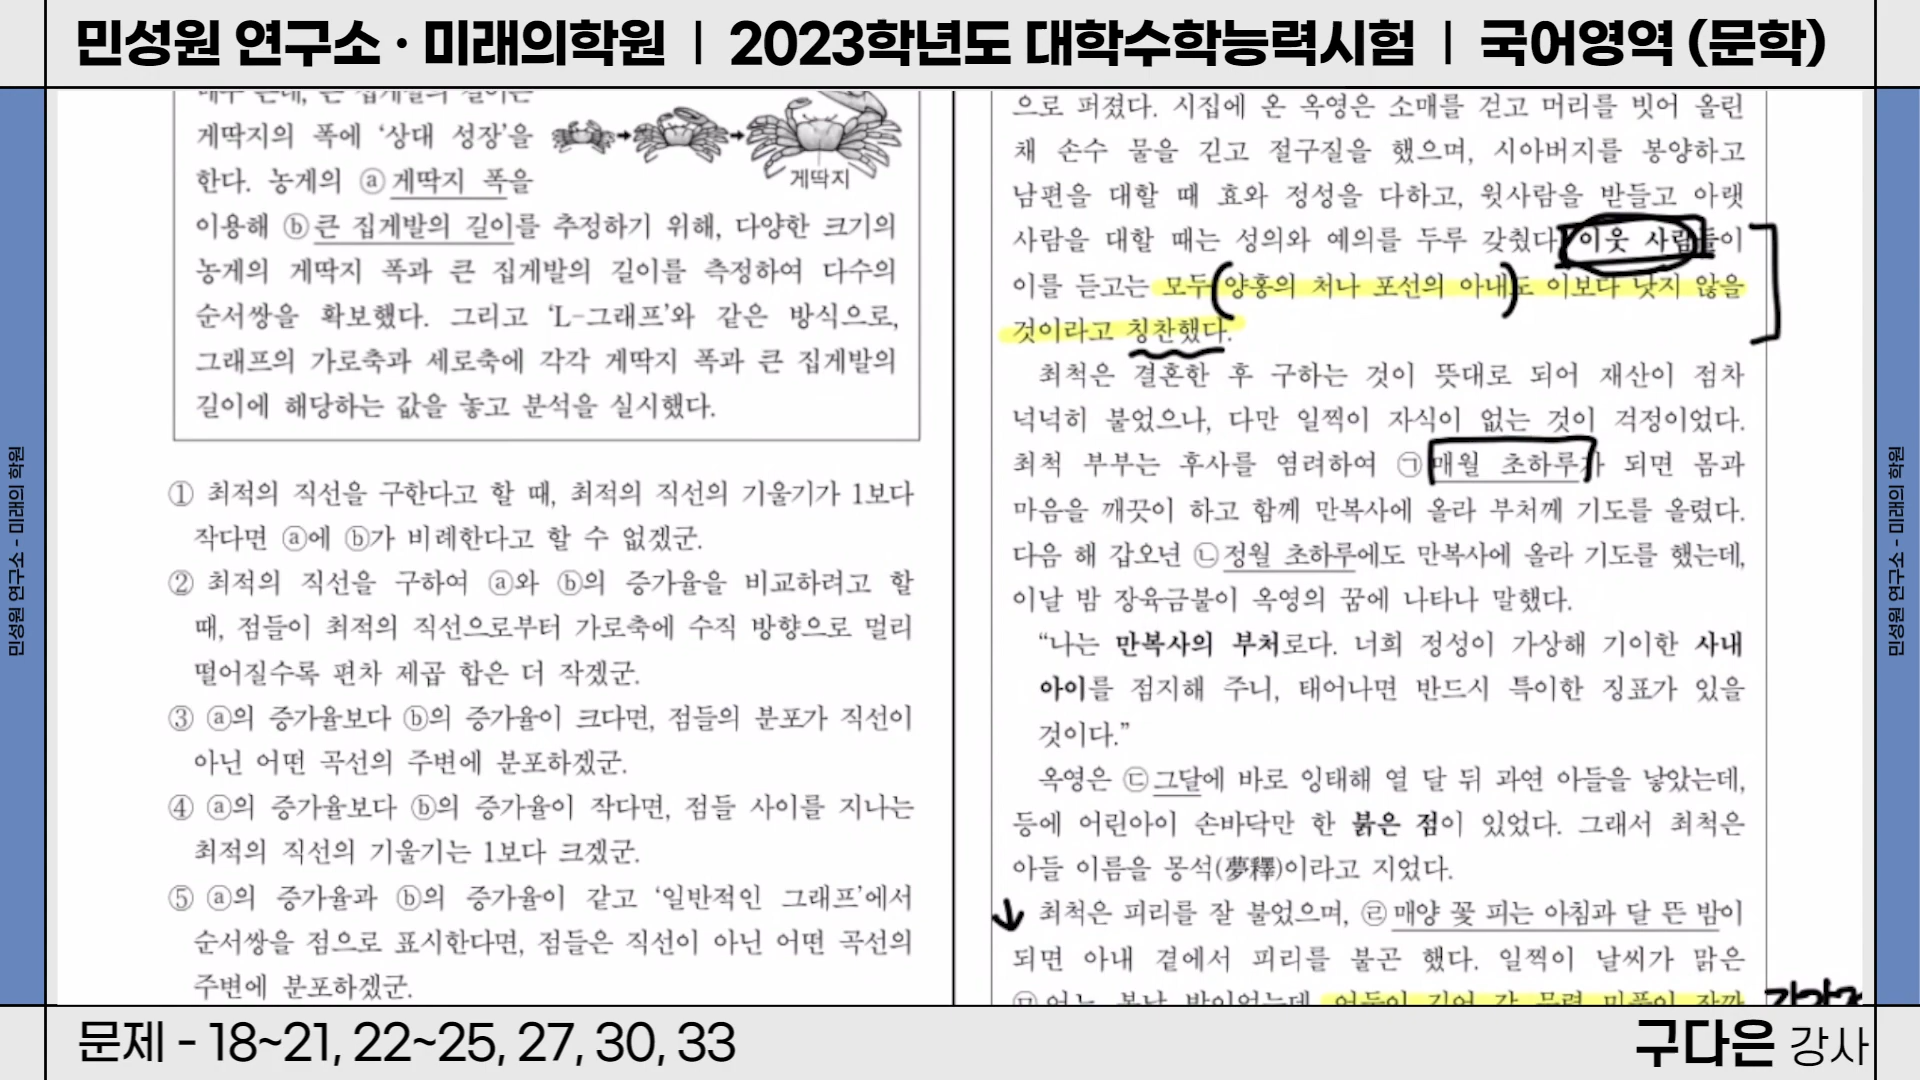 민성원 연구소 · 미래의학원 | 2023학년도 대학수학능력시험 | 국어영역 (문학)
민성원 연구소 - 미래의 학원
게딱지의 폭에 ‘상대 성장’을
한다. 농게의 ⓐ게딱지 폭을
게딱지
이용해 ⓑ큰 집게발의 길이를 추정하기 위해, 다양한 크기의
농게의 게딱지 폭과 큰 집게발의 길이를 측정하여 다수의
순서쌍을 확보했다. 그리고 ‘L-그래프’와 같은 방식으로,
그래프의 가로축과 세로축에 각각 게딱지 폭과 큰 집게발의
길이에 해당하는 값을 놓고 분석을 실시했다.
① 최적의 직선을 구한다고 할 때, 최적의 직선의 기울기가 1보다
작다면 ⓐ에 ⓑ가 비례한다고 할 수 없겠군.
② 최적의 직선을 구하여 ⓐ와 ⓑ의 증가율을 비교하려고 할
때, 점들이 최적의 직선으로부터 가로축에 수직 방향으로 멀리
떨어질수록 편차 제곱 합은 더 작겠군.
③ ⓐ의 증가율보다 ⓑ의 증가율이 크다면, 점들의 분포가 직선이
아닌 어떤 곡선의 주변에 분포하겠군.
④ ⓐ의 증가율보다 ⓑ의 증가율이 작다면, 점들 사이를 지나는
최적의 직선의 기울기는 1보다 크겠군.
⑤ ⓐ의 증가율과 ⓑ의 증가율이 같고 ‘일반적인 그래프’에서
순서쌍을 점으로 표시한다면, 점들은 직선이 아닌 어떤 곡선의
주변에 분포하겠군.
으로 퍼졌다. 시집에 온 옥영은 소매를 걷고 머리를 빗어 올린
채 손수 물을 긷고 절구질을 했으며, 시아버지를 봉양하고
남편을 대할 때 효와 정성을 다하고, 윗사람을 받들고 아랫
사람을 대할 때는 성의와 예의를 두루 갖췄다. 이웃 사람들이
이를 듣고는 모두 양홍의 처나 포선의 아내도 이보다 낫지 않을
것이라고 칭찬했다.
최척은 결혼한 후 구하는 것이 뜻대로 되어 재산이 점차
넉넉히 불었으나, 다만 일찍이 자식이 없는 것이 걱정이었다.
최척 부부는 후사를 염려하여 ㉠매월 초하루가 되면 몸과
마음을 깨끗이 하고 함께 만복사에 올라 부처께 기도를 올렸다.
다음 해 갑오년 ㉡정월 초하루에도 만복사에 올라 기도를 했는데,
이날 밤 장육금불이 옥영의 꿈에 나타나 말했다.
“나는 만복사의 부처로다. 너희 정성이 가상해 기이한 사내
아이를 점지해 주니, 태어나면 반드시 특이한 징표가 있을
것이다.”
옥영은 ㉢그달에 바로 잉태해 열 달 뒤 과연 아들을 낳았는데,
등에 어린아이 손바닥만 한 붉은 점이 있었다. 그래서 최척은
아들 이름을 몽석(夢釋)이라고 지었다.
최척은 피리를 잘 불었으며, ㉣매양 꽃 피는 아침과 달 뜬 밤이
되면 아내 곁에서 피리를 불곤 했다. 일찍이 날씨가 맑은
민성원 연구소 - 미래의 학원
문제 - 18~21, 22~25, 27, 30, 33
구다은 강사